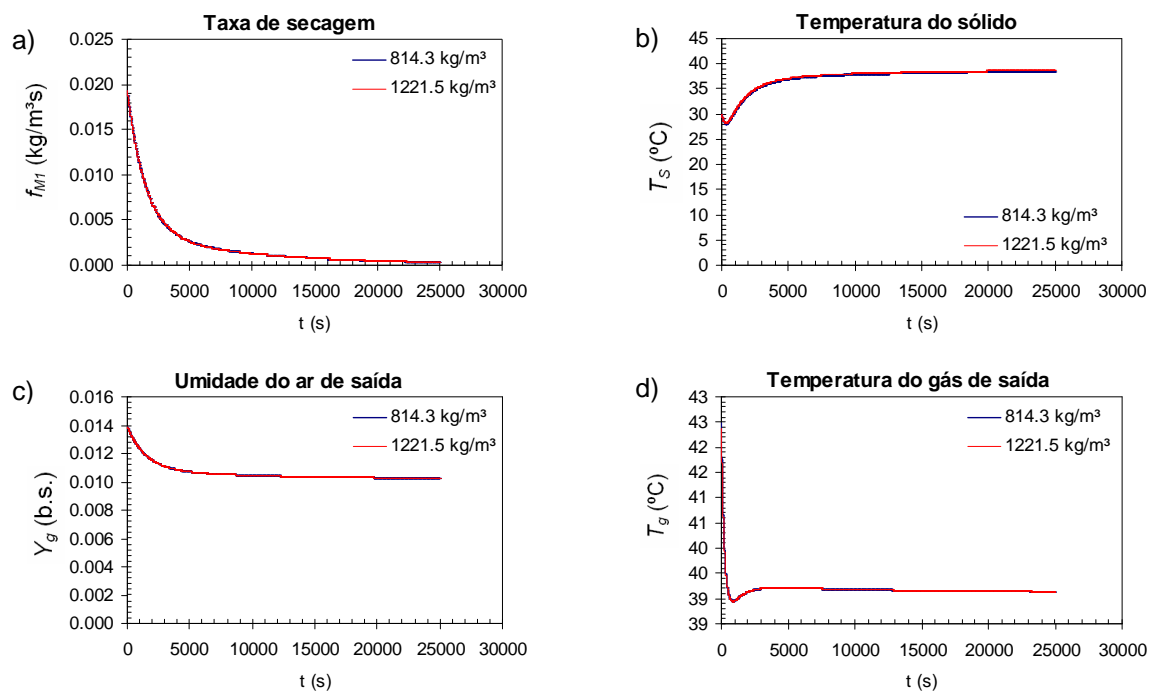 a)
Taxa de secagem
0.025
0.020
0.015
0.010
0.005
0.000
f_M1 (kg/m³s)
814.3 kg/m³
1221.5 kg/m³
0 5000 10000 15000 20000 25000 30000
t (s)
b)
Temperatura do sólido
45
40
35
30
25
20
15
10
5
0
T_S (ºC)
814.3 kg/m³
1221.5 kg/m³
0 5000 10000 15000 20000 25000 30000
t (s)
c)
Umidade do ar de saída
0.016
0.014
0.012
0.010
0.008
0.006
0.004
0.002
0.000
Y_g (b.s.)
814.3 kg/m³
1221.5 kg/m³
0 5000 10000 15000 20000 25000 30000
t (s)
d)
Temperatura do gás de saída
43
42
42
41
41
40
40
39
39
T_g (ºC)
814.3 kg/m³
1221.5 kg/m³
0 5000 10000 15000 20000 25000 30000
t (s)